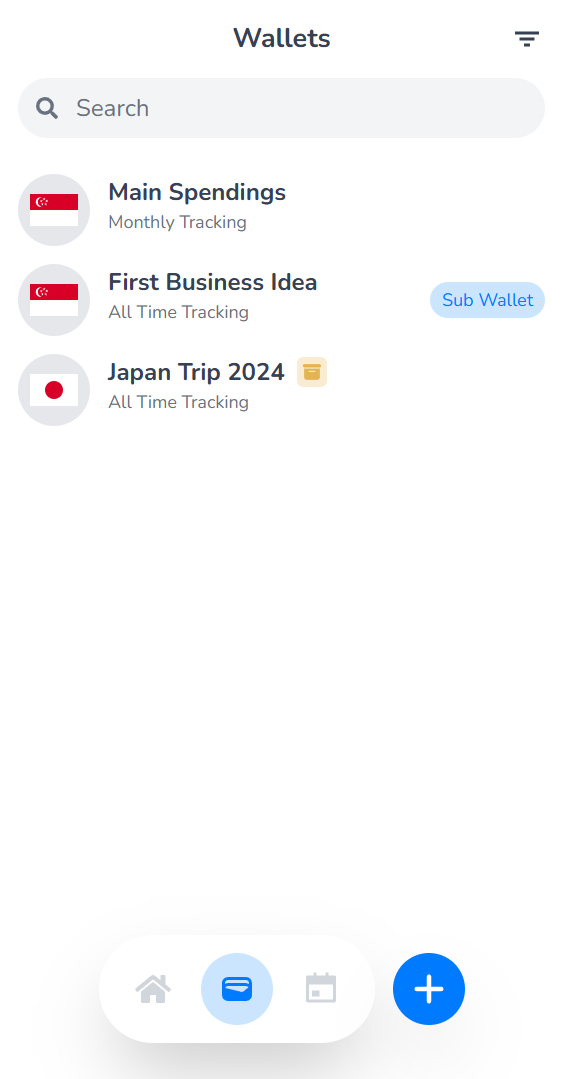 Wallets
Search
Main Spendings
Monthly Tracking
First Business Idea
All Time Tracking
Sub Wallet
Japan Trip 2024
All Time Tracking